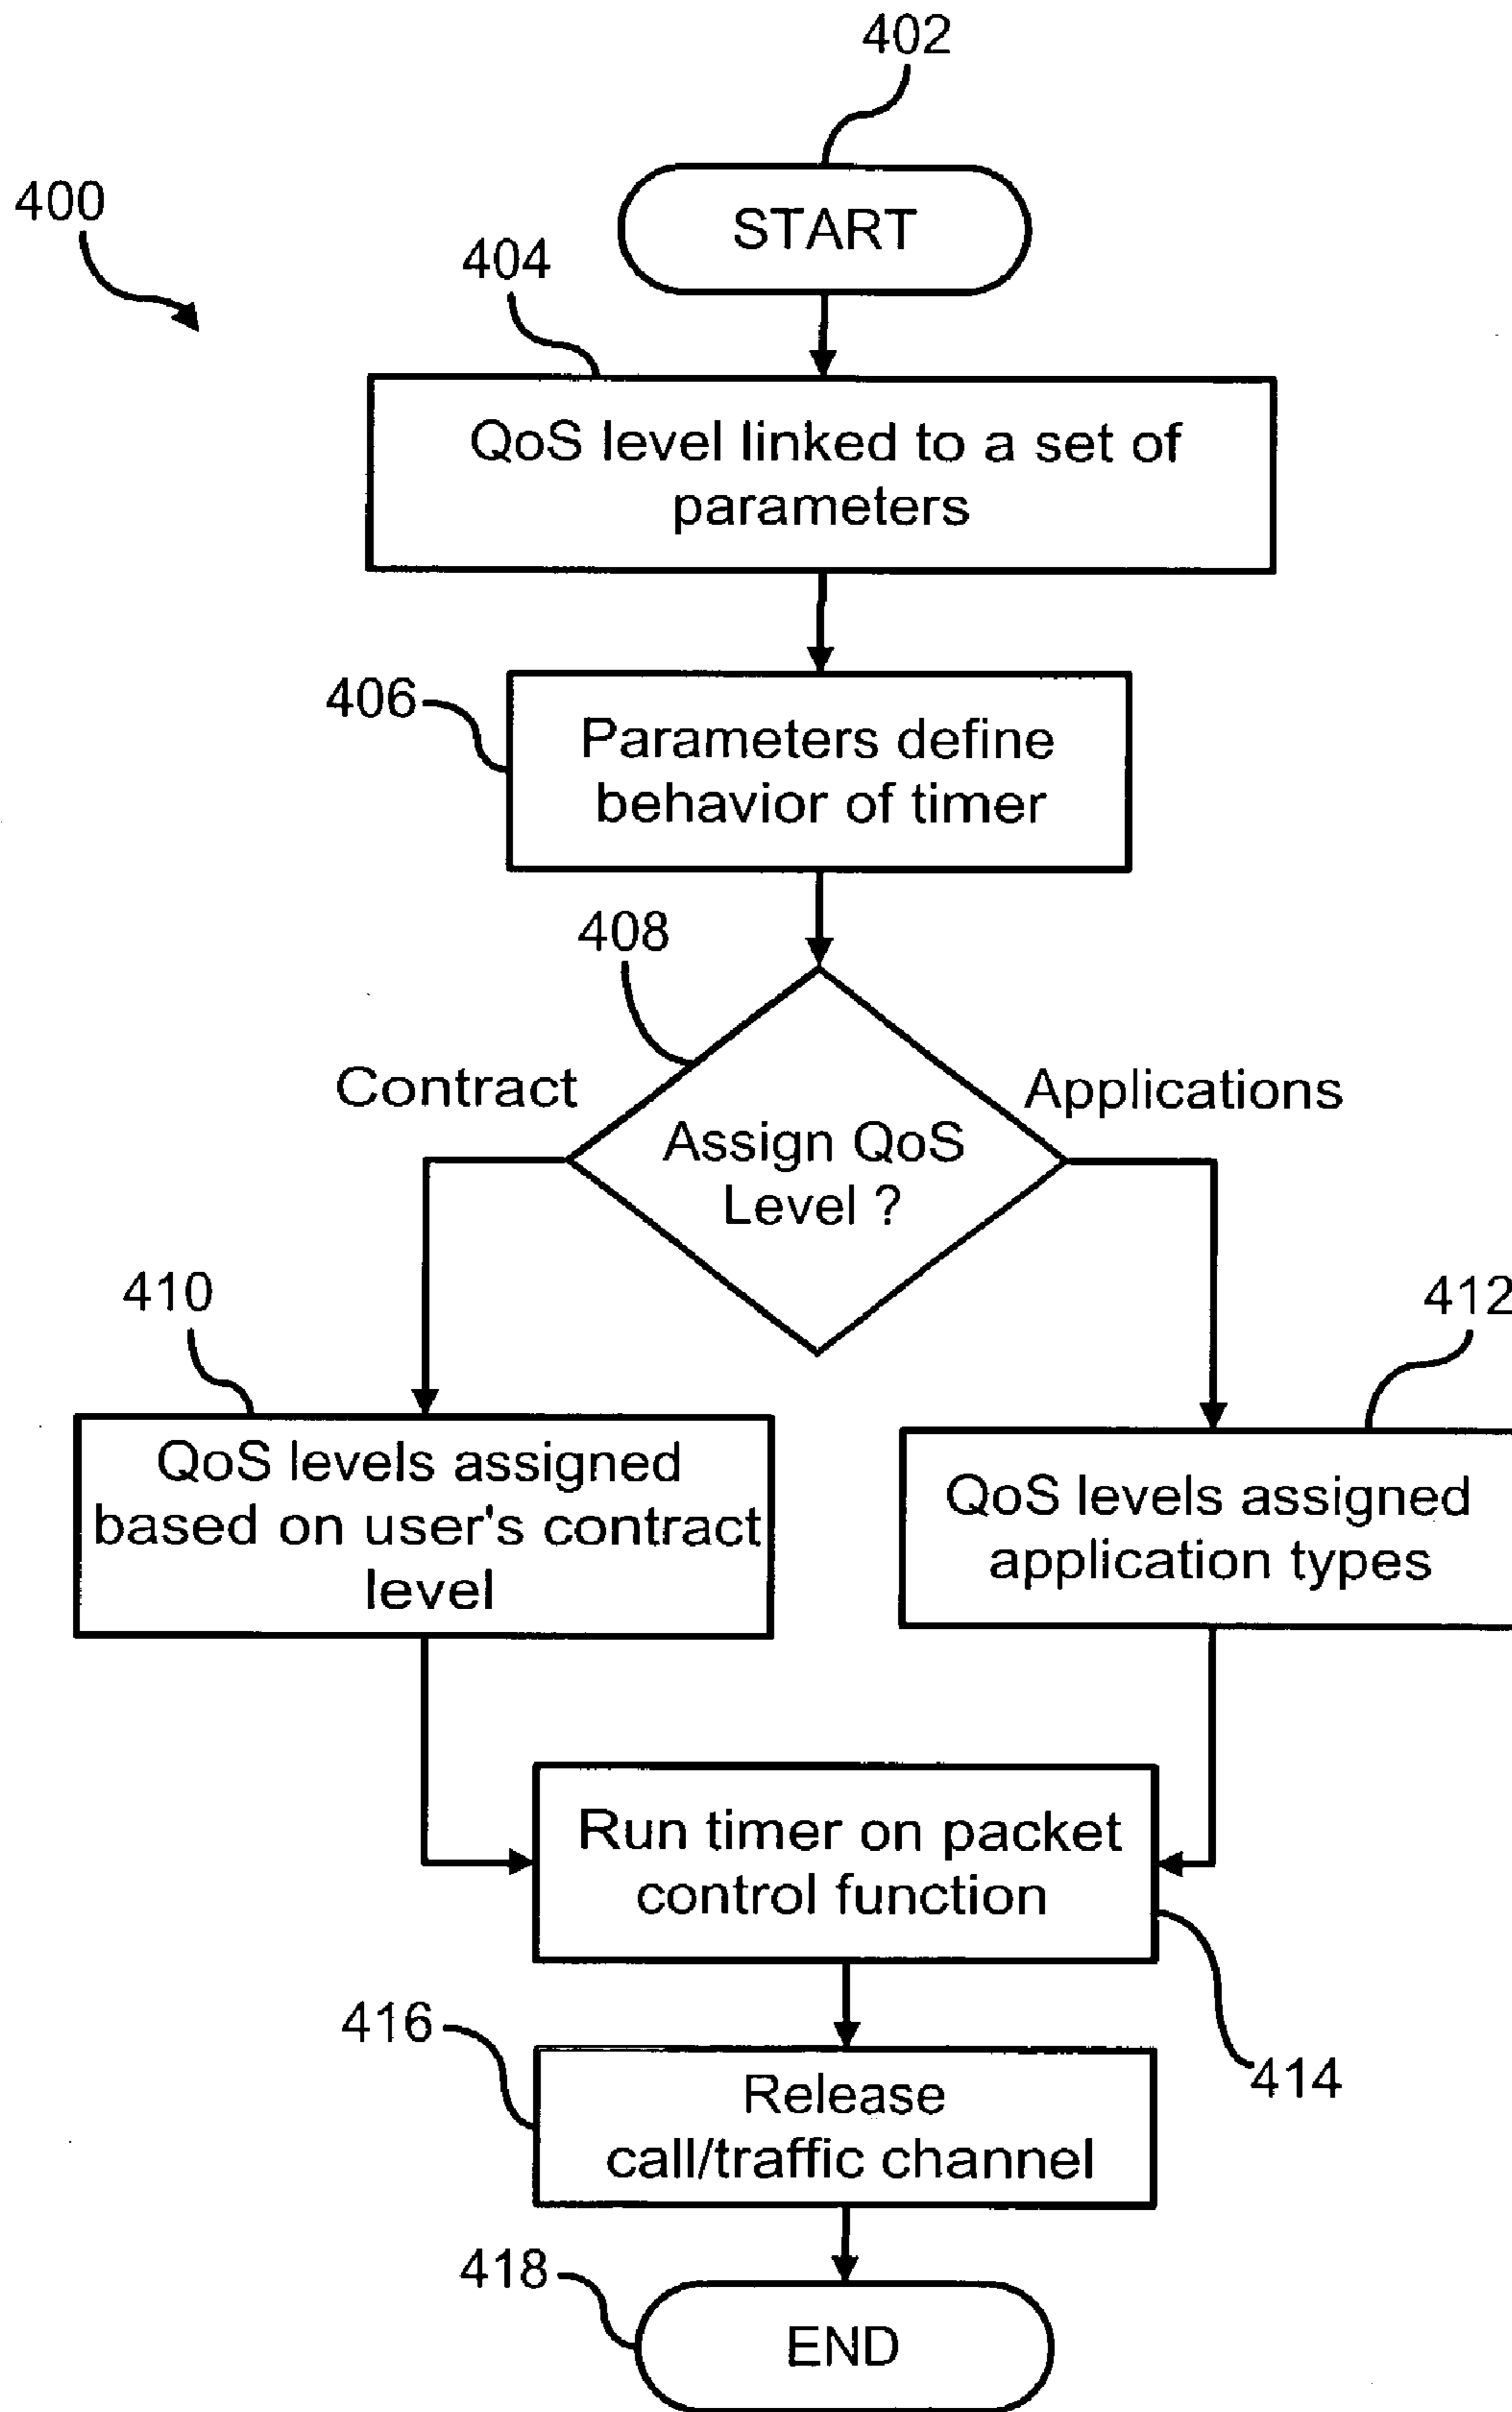 402
400
START
404
QoS level linked to a set of
parameters
406
Parameters define
behavior of timer
408
Contract
Applications
Assign QoS
Level ?
410
412
QoS levels assigned
based on user's contract
level
QoS levels assigned
application types
Run timer on packet
control function
414
416
Release
call/traffic channel
418
END